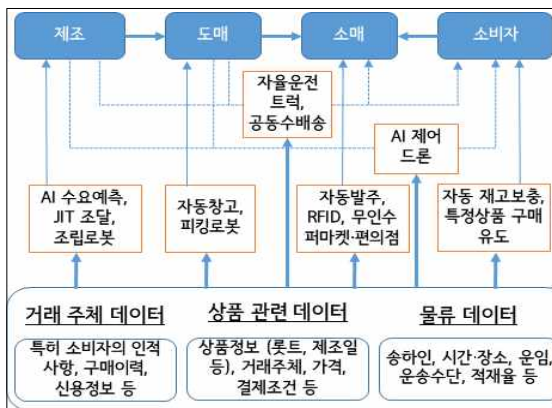 제조
도매
소매
소비자
자율운전
트럭,
공동수배송
AI 제어
드론
AI 수요예측,
JIT 조달,
조립로봇
자동창고,
피킹로봇
자동발주,
RFID, 무인수
퍼마켓·편의점
자동 재고보충,
특정상품 구매
유도
거래 주체 데이터
상품 관련 데이터
물류 데이터
특히 소비자의 인적
사항, 구매이력,
신용정보 등
상품정보 (롯트, 제조일
등), 거래주체, 가격,
결제조건 등
송하인, 시간·장소, 운임,
운송수단, 적재율 등